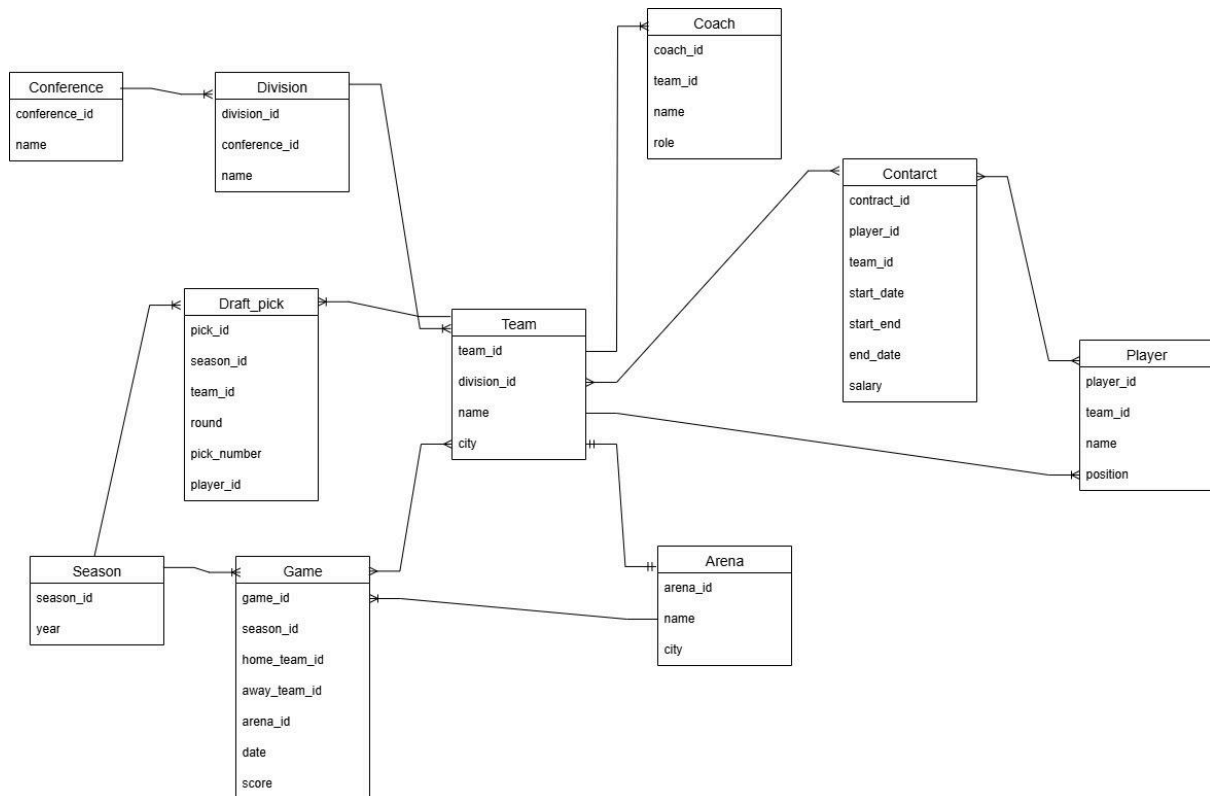 Coach
coach_id
team_id
name
role
Conference
conference_id
name
Division
division_id
conference_id
name
Contarct
contract_id
player_id
team_id
start_date
start_end
end_date
salary
Draft_pick
pick_id
season_id
team_id
round
pick_number
player_id
Team
team_id
division_id
name
city
Player
player_id
team_id
name
position
Season
season_id
year
Game
game_id
season_id
home_team_id
away_team_id
arena_id
date
score
Arena
arena_id
name
city